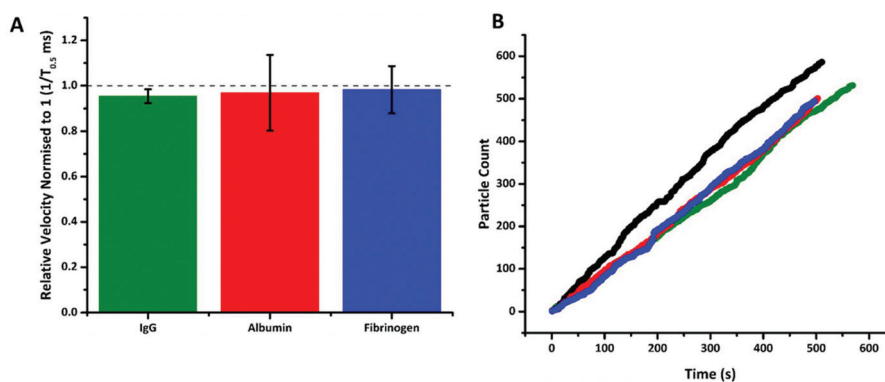 A
Relative Velocity Normised to 1 (1/T0.5 ms)
1.2
1.0
0.8
0.6
0.4
0.2
0.0
IgG Albumin Fibrinogen
B
Particle Count
600
500
400
300
200
100
0
0 100 200 300 400 500 600
Time (s)